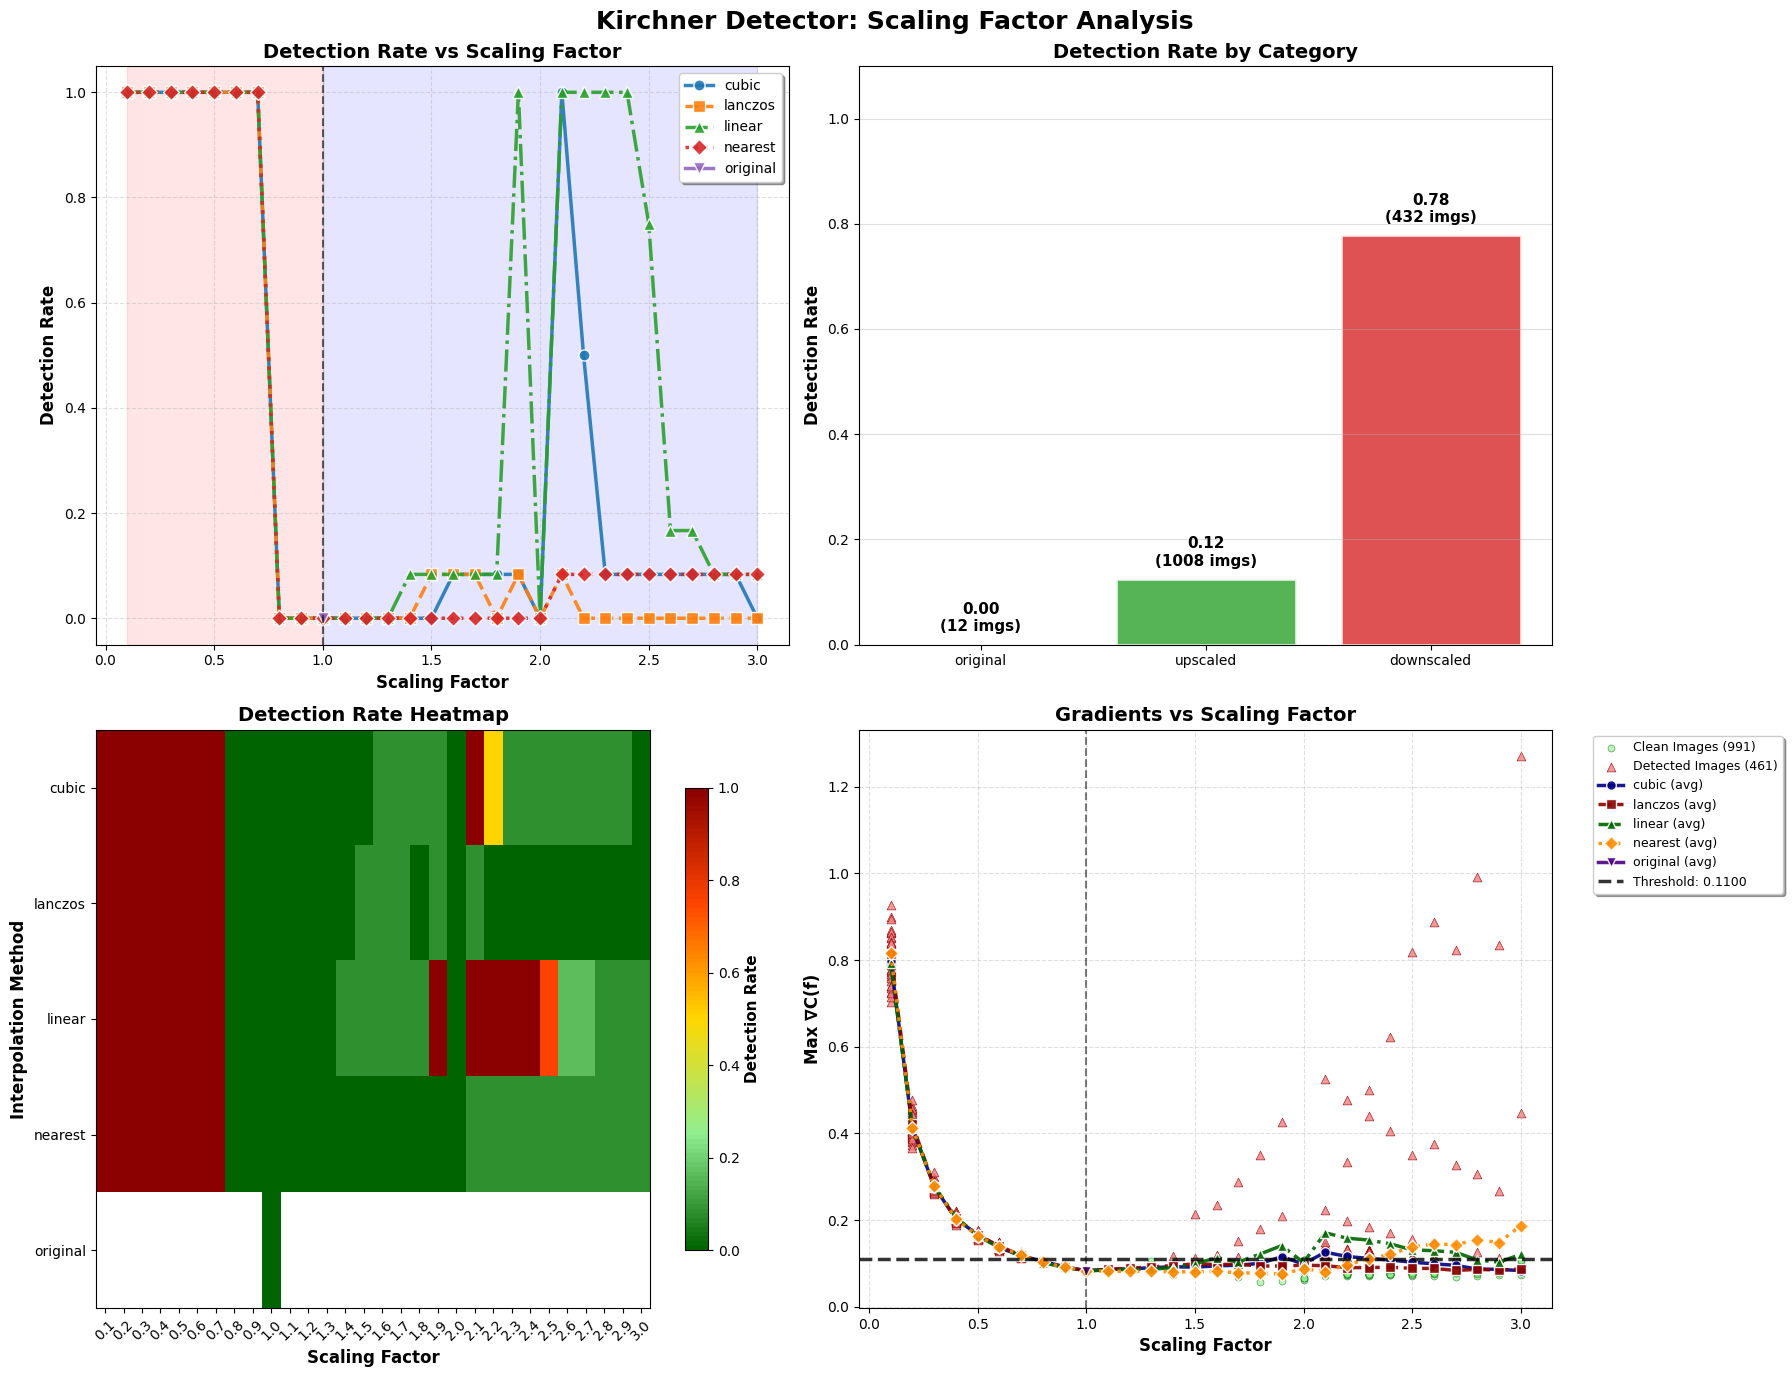 Kirchner Detector: Scaling Factor Analysis
Detection Rate vs Scaling Factor
Detection Rate
1.0
0.8
0.6
0.4
0.2
0.0
0.0 0.5 1.0 1.5 2.0 2.5 3.0
Scaling Factor
cubic
lanczos
linear
nearest
original
Detection Rate by Category
Detection Rate
1.0
0.8
0.6
0.4
0.2
0.0
0.00
(12 imgs)
0.12
(1008 imgs)
0.78
(432 imgs)
original upscaled downscaled
Detection Rate Heatmap
Interpolation Method
cubic
lanczos
linear
nearest
original
0.1 0.2 0.3 0.4 0.5 0.6 0.7 0.8 0.9 1.0 1.1 1.2 1.3 1.4 1.5 1.6 1.7 1.8 1.9 2.0 2.1 2.2 2.3 2.4 2.5 2.6 2.7 2.8 2.9 3.0
Scaling Factor
1.0
0.8
0.6
0.4
0.2
0.0
Detection Rate
Gradients vs Scaling Factor
Max ∇C(f)
1.2
1.0
0.8
0.6
0.4
0.2
0.0
0.0 0.5 1.0 1.5 2.0 2.5 3.0
Scaling Factor
Clean Images (991)
Detected Images (461)
cubic (avg)
lanczos (avg)
linear (avg)
nearest (avg)
original (avg)
Threshold: 0.1100